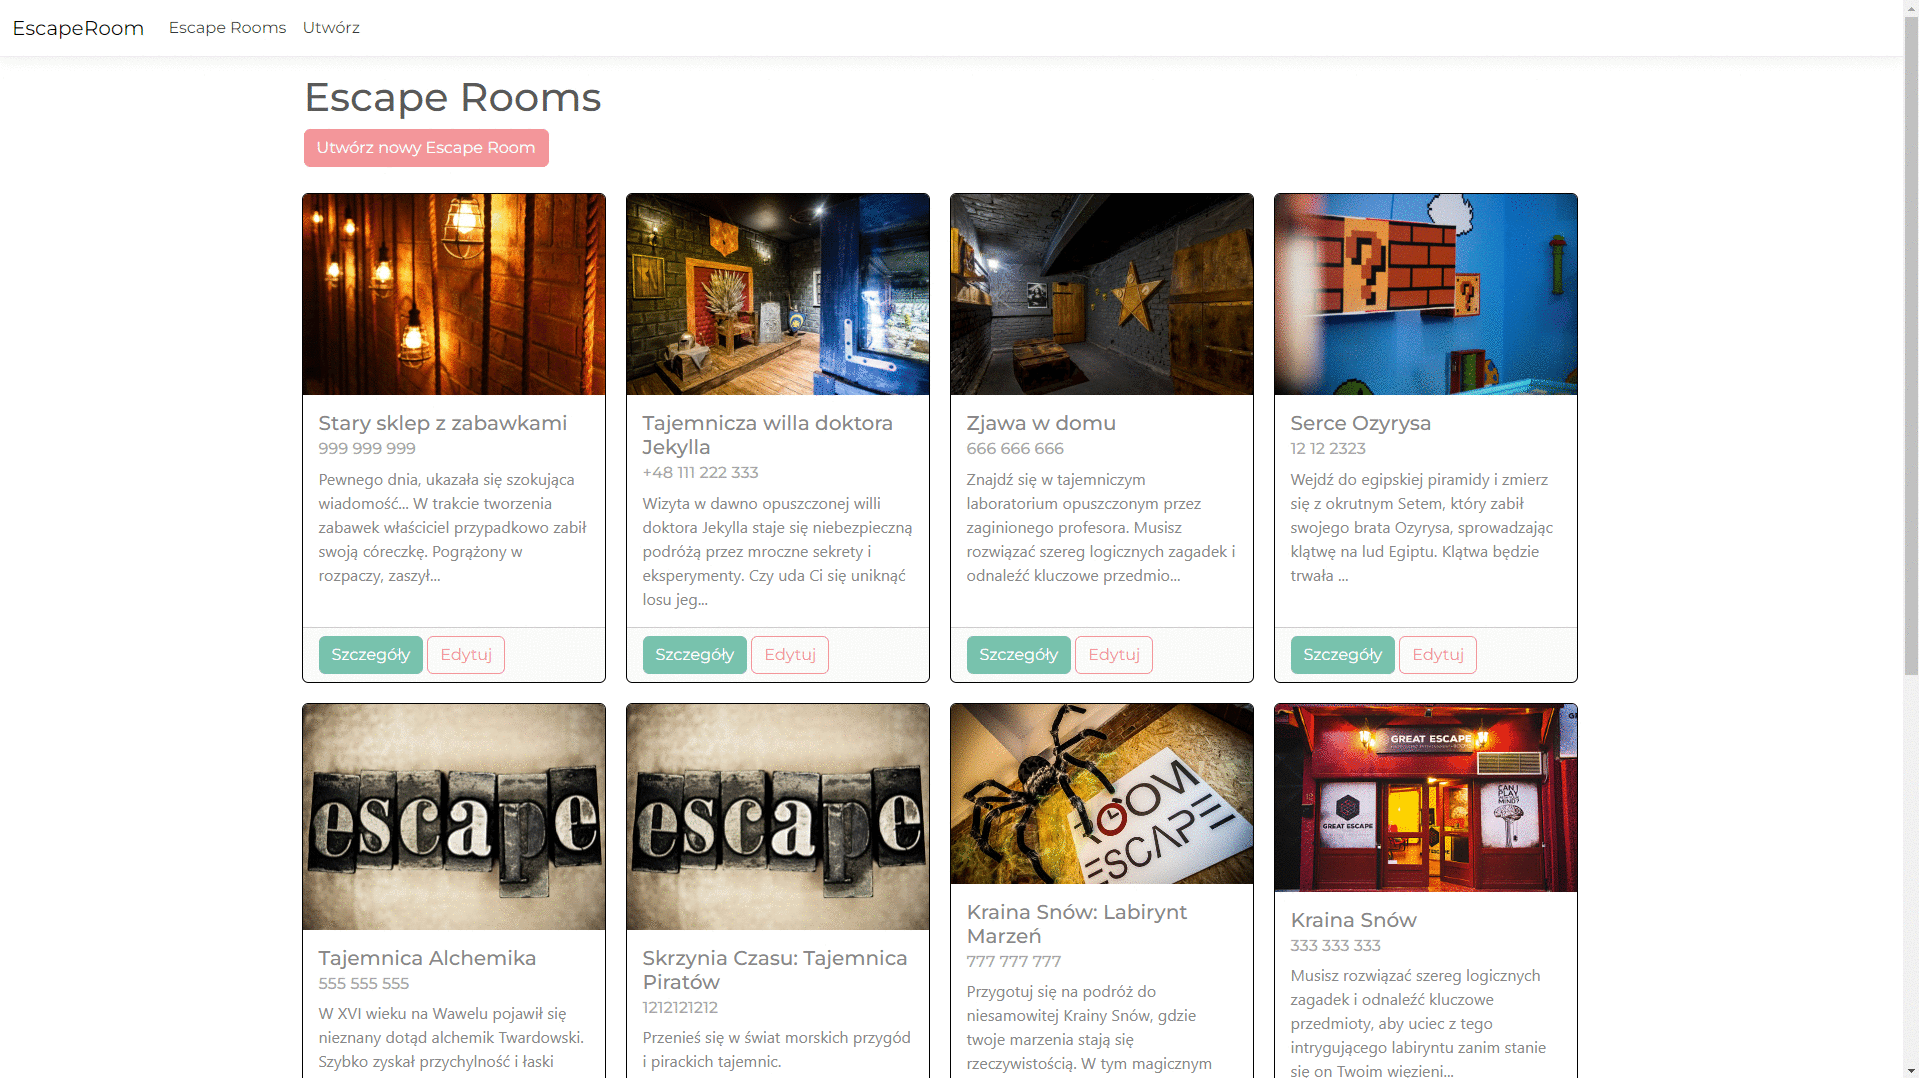 EscapeRoom Escape Rooms Utwórz
Escape Rooms
Utwórz nowy Escape Room
Stary sklep z zabawkami
999 999 999
Pewnego dnia, ukazała się szokująca
wiadomość... W trakcie tworzenia
zabawek właściciel przypadkowo zabił
swoją córeczkę. Pogrążony w
rozpaczy, zaszył...
Szczegóły Edytuj
Tajemnicza willa doktora
Jekylla
+48 111 222 333
Wizyta w dawno opuszczonej willi
doktora Jekylla staje się niebezpieczną
podróżą przez mroczne sekrety i
eksperymenty. Czy uda Ci się uniknąć
losu jeg...
Szczegóły Edytuj
Zjawa w domu
666 666 666
Znajdź się w tajemniczym
laboratorium opuszczonym przez
zaginionego profesora. Musisz
rozwiązać szereg logicznych zagadek i
odnaleźć kluczowe przedmio...
Szczegóły Edytuj
?
?
Serce Ozyrysa
12 12 2323
Wejdź do egipskiej piramidy i zmierz
się z okrutnym Setem, który zabił
swojego brata Ozyrysa, sprowadzając
klątwę na lud Egiptu. Klątwa będzie
trwała ...
Szczegóły Edytuj
escape
Tajemnica Alchemika
555 555 555
W XVI wieku na Wawelu pojawił się
nieznany dotąd alchemik Twardowski.
Szybko zyskał przychylność i łaski
escape
Skrzynia Czasu: Tajemnica
Piratów
1212121212
Przenieś się w świat morskich przygód
i pirackich tajemnic.
ROOM
ESCAPE
Kraina Snów: Labirynt
Marzeń
777 777 777
Przygotuj się na podróż do
niesamowitej Krainy Snów, gdzie
twoje marzenia stają się
rzeczywistością. W tym magicznym
GREAT ESCAPE
GREAT ESCAPE
CAN I
PLAY
MIND?
Kraina Snów
333 333 333
Musisz rozwiązać szereg logicznych
zagadek i odnaleźć kluczowe
przedmioty, aby uciec z tego
intrygującego labiryntu zanim stanie
się on Twoim więzieni...